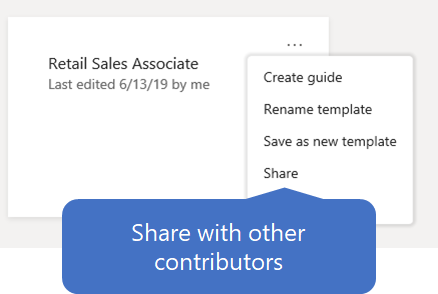 ...
Retail Sales Associate
Last edited 6/13/19 by me
Create guide
Rename template
Save as new template
Share
Share with other
contributors